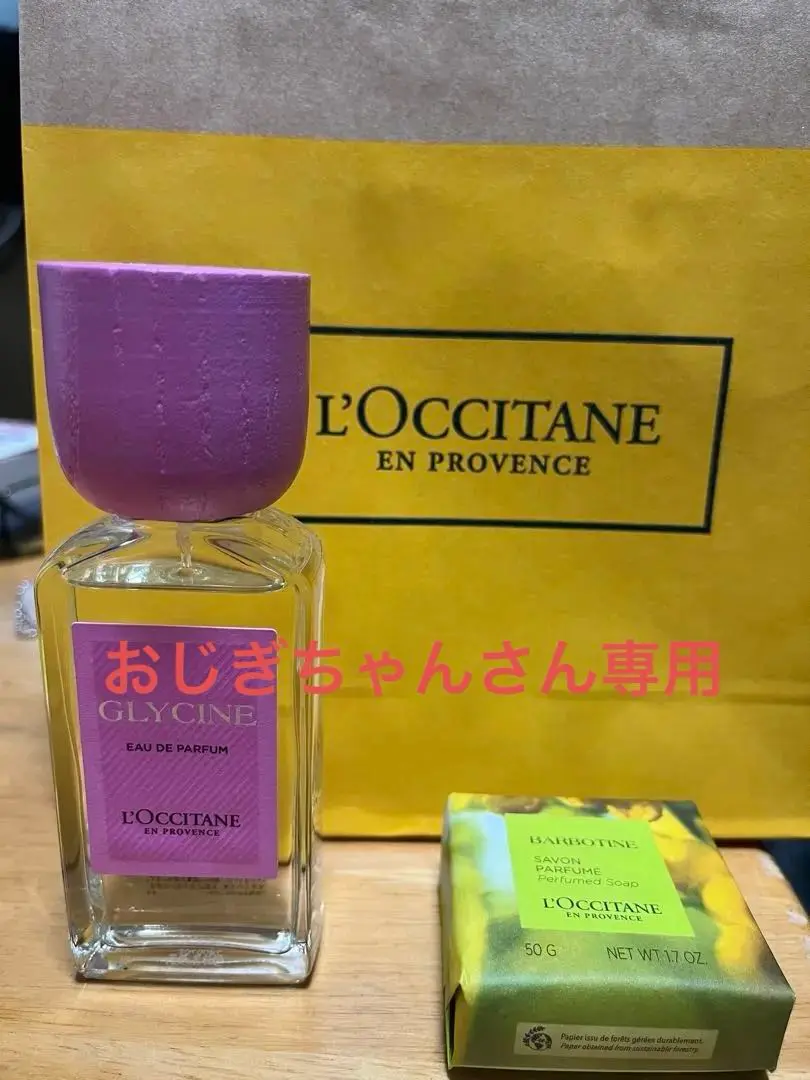 L'OCCITANE
EN PROVENCE
おじぎちゃんさん専用
GLYCINE
EAU DE PARFUM
L'OCCITANE
EN PROVENCE
BARBOTINE
SAVON
PARFUMÉ
Perfumed Soap
L'OCCITANE
EN PROVENCE
50 G NET WT 1.7 OZ.
Papier issu de forêts gérées durablement.
Paper obtained from sustainable forestry.